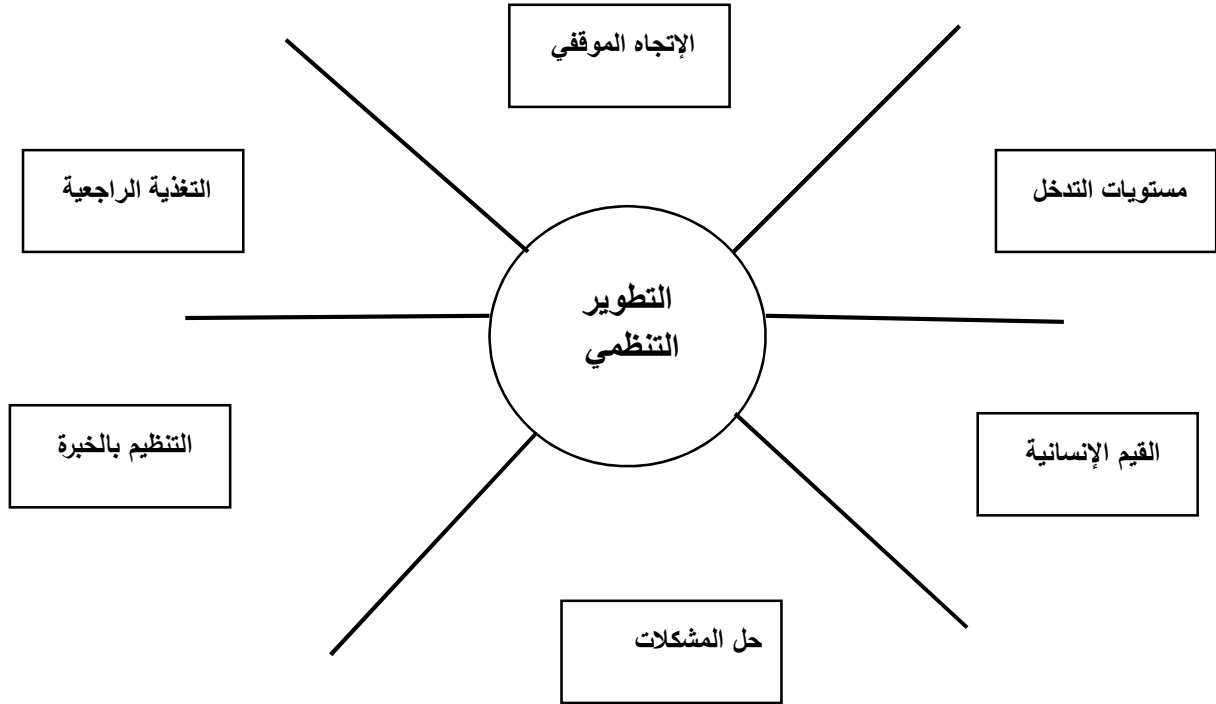 الإتجاه الموقفي
مستويات التدخل
التغذية الراجعية
التطوير
التنظمي
القيم الإنسانية
التنظيم بالخبرة
حل المشكلات